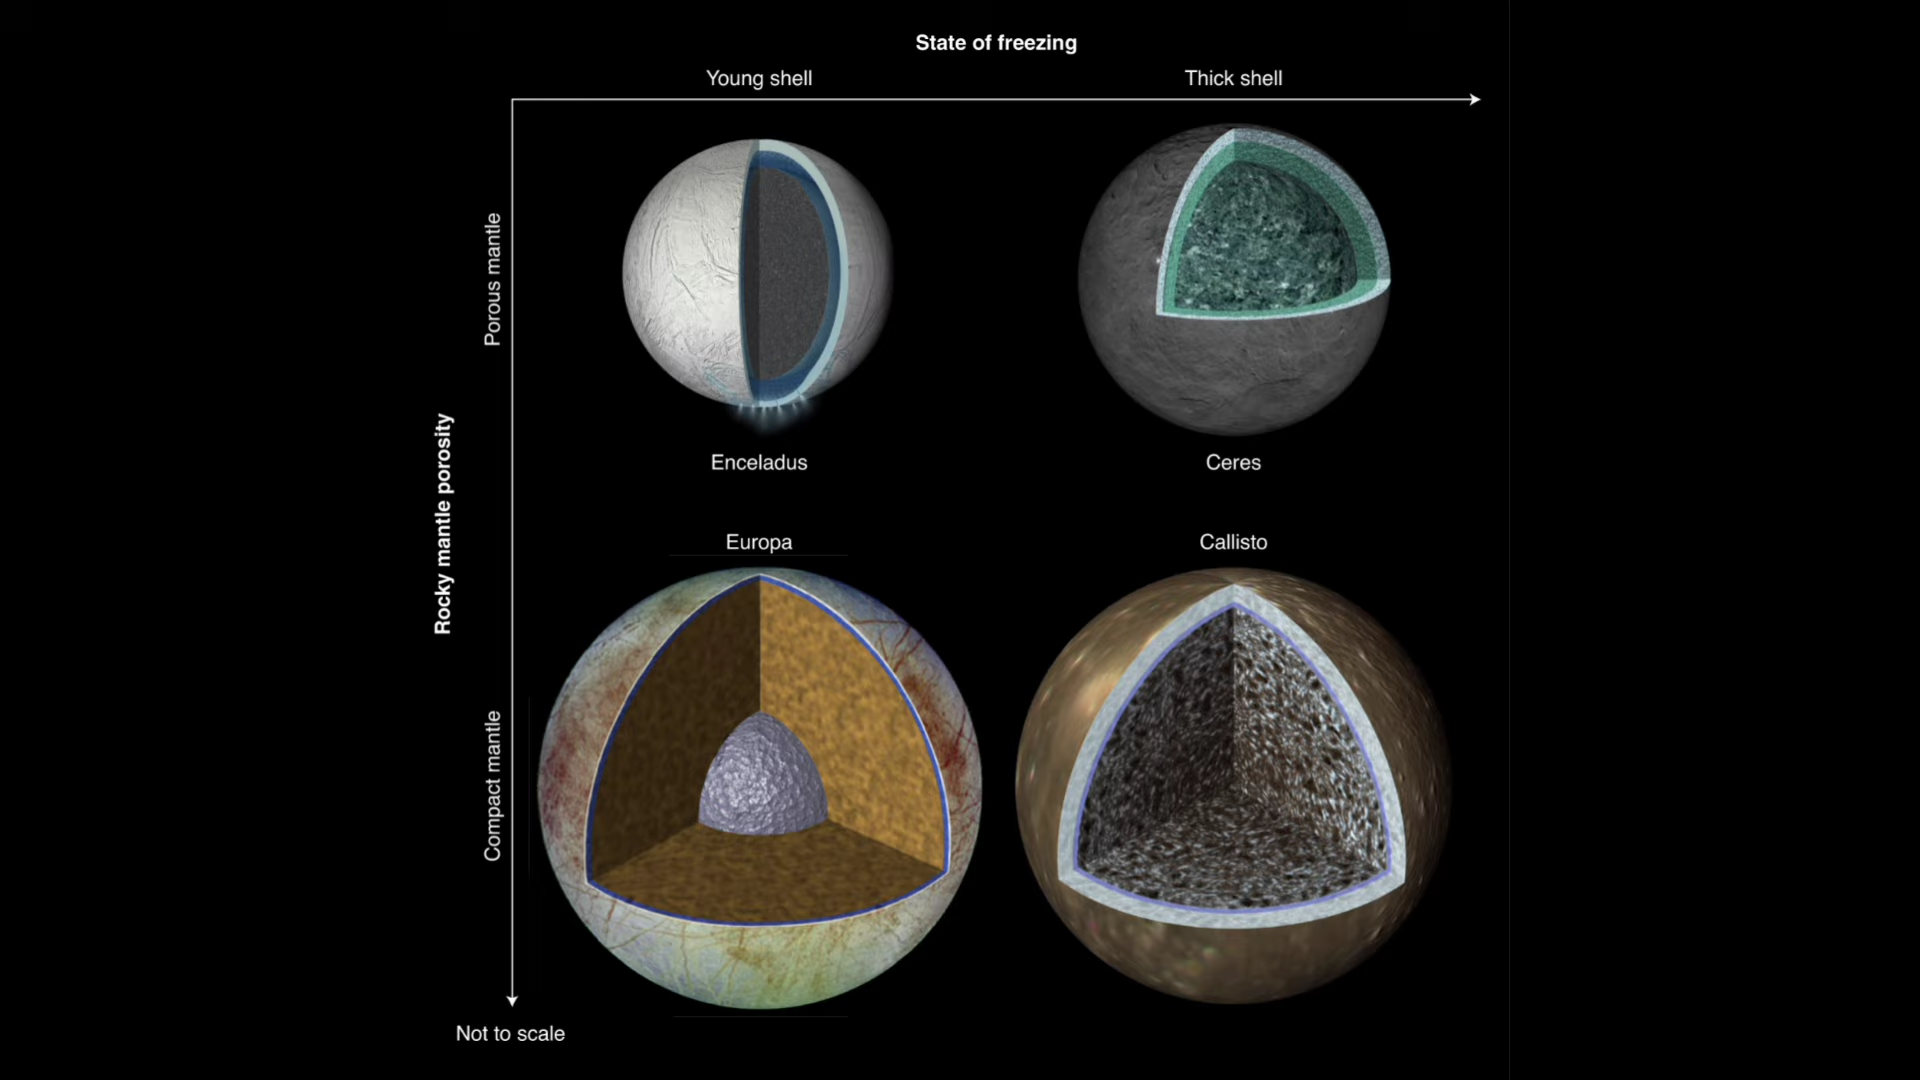 State of freezing
Young shell
Thick shell
Porous mantle
Enceladus
Ceres
Rocky mantle porosity
Europa
Callisto
Compact mantle
Not to scale